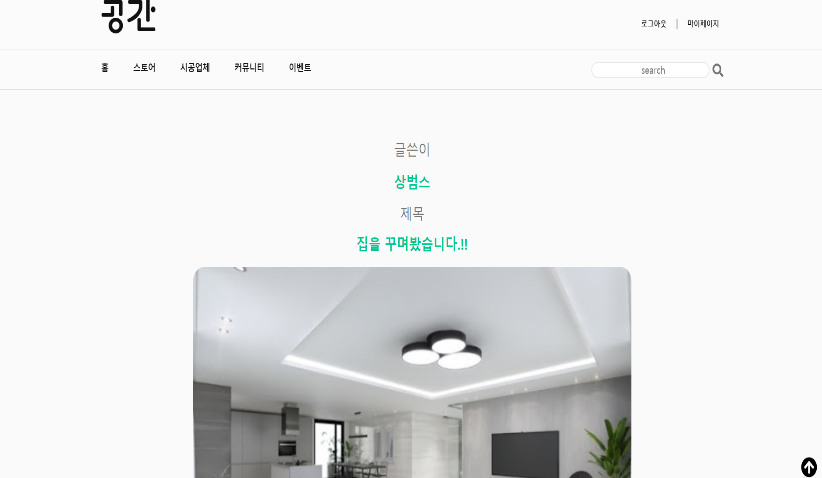 공간
로그아웃 | 마이페이지
홈 스토어 시공업체 커뮤니티 이벤트 search
글쓴이
상범스
제목
집을 꾸며봤습니다.!!